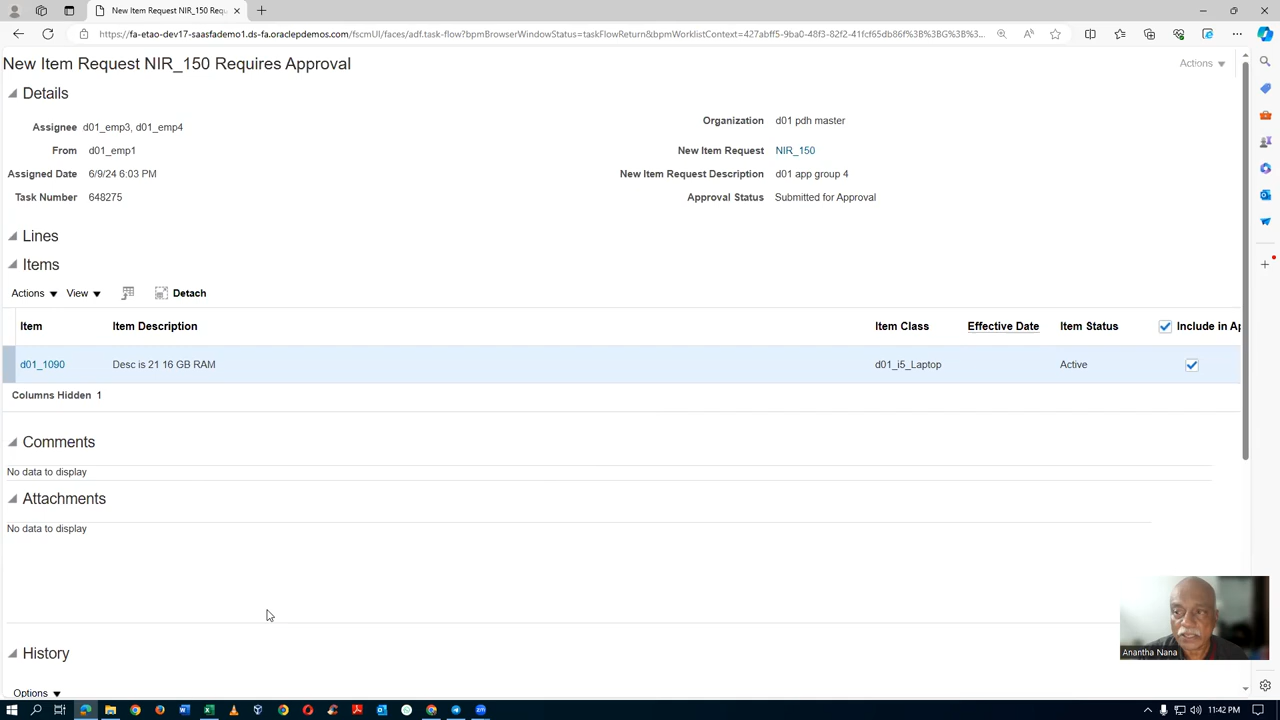 New Item Request NIR_150 Requ
https://fa-etao-dev17-saasfademo1.ds-fa.oraclepdemos.com/fscmUI/faces/adf.task-flow?bpmBrowserWindowStatus=taskFlowReturn&bpmWorklistContext=427abff5-9ba0-48f3-82f2-41fcf65db86f%3B%3BG%3B%3...
New Item Request NIR_150 Requires Approval
Actions
Details
Assignee d01_emp3, d01_emp4
Organization d01 pdh master
From d01_emp1
New Item Request NIR_150
Assigned Date 6/9/24 6:03 PM
New Item Request Description d01 app group 4
Task Number 648275
Approval Status Submitted for Approval
Lines
Items
Actions View Detach
Item Item Description Item Class Effective Date Item Status Include in Ap
d01_1090 Desc is 21 16 GB RAM d01_i5_Laptop Active
Columns Hidden 1
Comments
No data to display
Attachments
No data to display
Anantha Nana
History
Options
11:42 PM